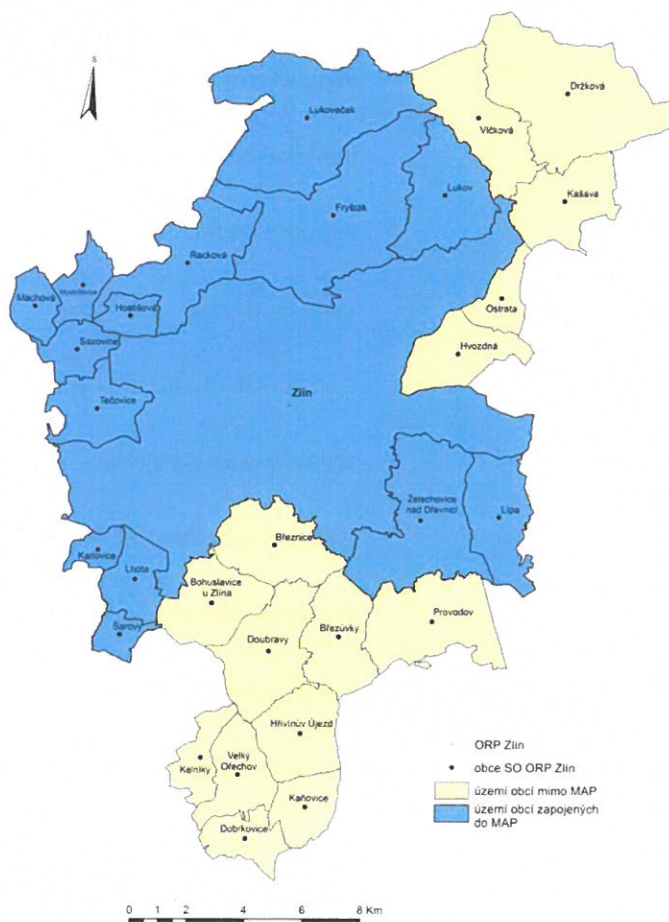 S
Držková
Lukoveček
Vlčková
Lukov
Kašava
Fryšták
Racková
Machová
Mysločovice
Hostišová
Ostrata
Sazovice
Hvozdná
Zlín
Tečovice
Želechovice
nad Dřevnicí
Lípa
Březnice
Karlovice
Lhota
Bohuslavice
u Zlína
Provodov
Šarovy
Březůvky
Doubravy
Hřivínův Újezd
Kelníky
Velký
Ořechov
Kaňovice
Dobrkovice
ORP Zlín
obce SO ORP Zlín
území obcí mimo MAP
území obcí zapojených
do MAP
0 1 2 4 6 8 Km